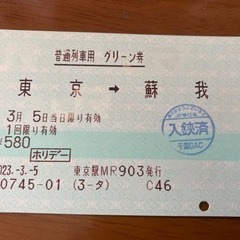 普通列車用 グリーン券
東京 → 蘇我
3月 5日当日限り有効
1回限り有効
¥580
ホリデー
入鋏済
千葉DAC
023.-3.-5 東京駅MR903発行
0745-01 (3-タ) C46